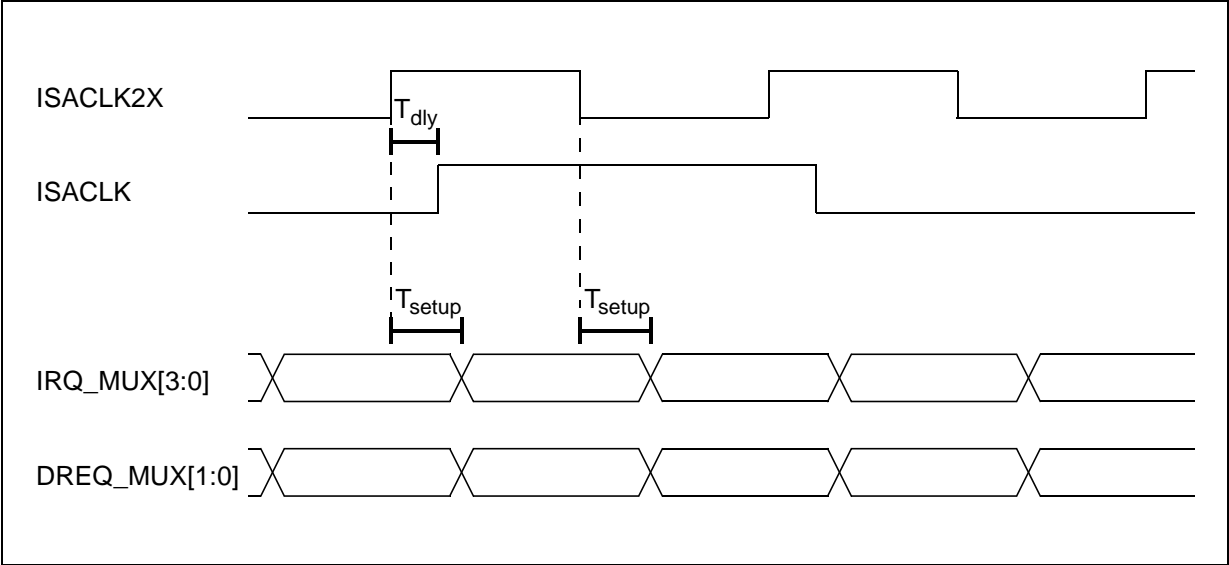 ISACLK2X
Tdly
ISACLK
Tsetup Tsetup
IRQ_MUX[3:0]
DREQ_MUX[1:0]